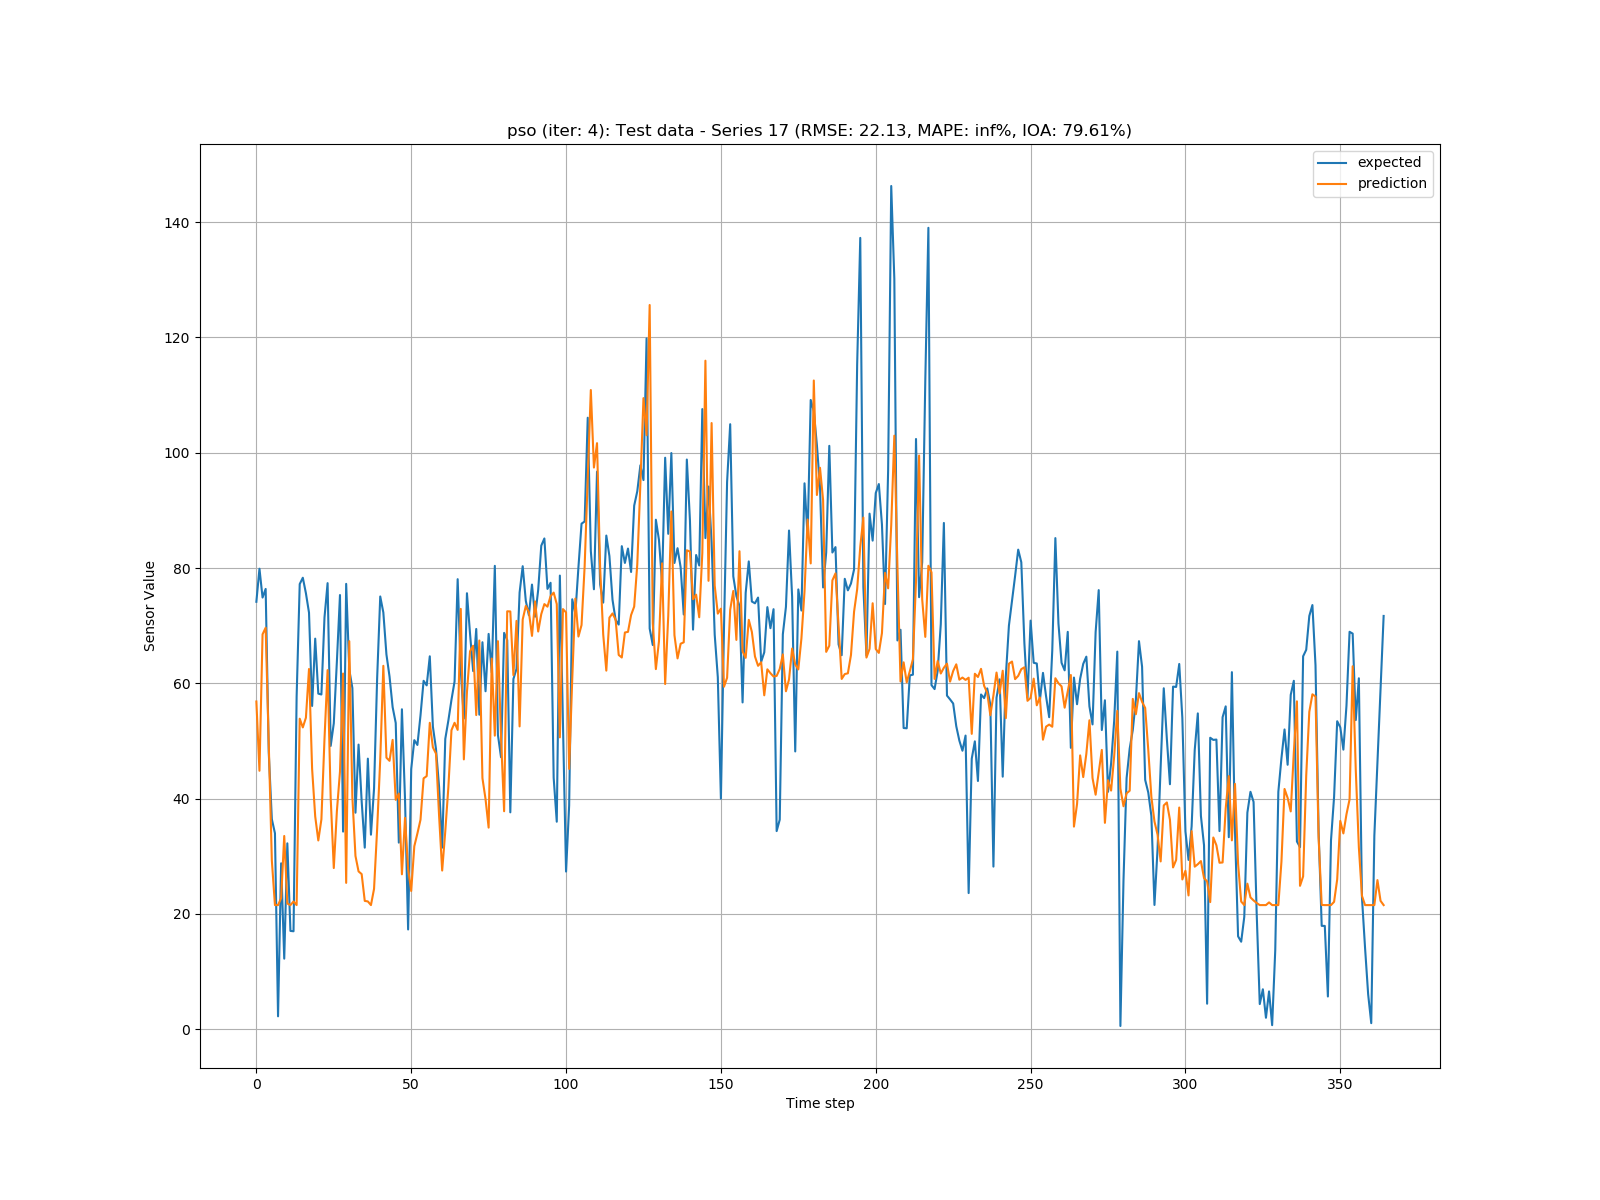 pso (iter: 4): Test data - Series 17 (RMSE: 22.13, MAPE: inf%, IOA: 79.61%)
expected
prediction
140
120
100
80
60
40
20
0
Sensor Value
0 50 100 150 200 250 300 350
Time step